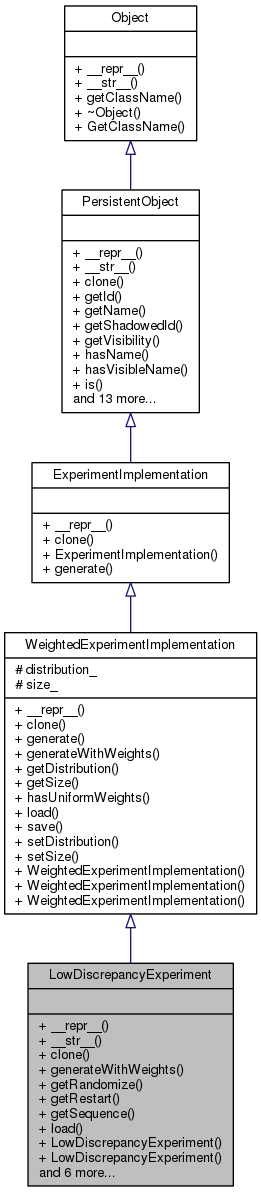 Object
+ __repr__()
+ __str__()
+ getClassName()
+ ~Object()
+ GetClassName()
PersistentObject
+ __repr__()
+ __str__()
+ clone()
+ getId()
+ getName()
+ getShadowedId()
+ getVisibility()
+ hasName()
+ hasVisibleName()
+ is()
and 13 more...
ExperimentImplementation
+ __repr__()
+ clone()
+ ExperimentImplementation()
+ generate()
WeightedExperimentImplementation
# distribution_
# size_
+ __repr__()
+ clone()
+ generate()
+ generateWithWeights()
+ getDistribution()
+ getSize()
+ hasUniformWeights()
+ load()
+ save()
+ setDistribution()
+ setSize()
+ WeightedExperimentImplementation()
+ WeightedExperimentImplementation()
+ WeightedExperimentImplementation()
LowDiscrepancyExperiment
+ __repr__()
+ __str__()
+ clone()
+ generateWithWeights()
+ getRandomize()
+ getRestart()
+ getSequence()
+ load()
+ LowDiscrepancyExperiment()
+ LowDiscrepancyExperiment()
and 6 more...